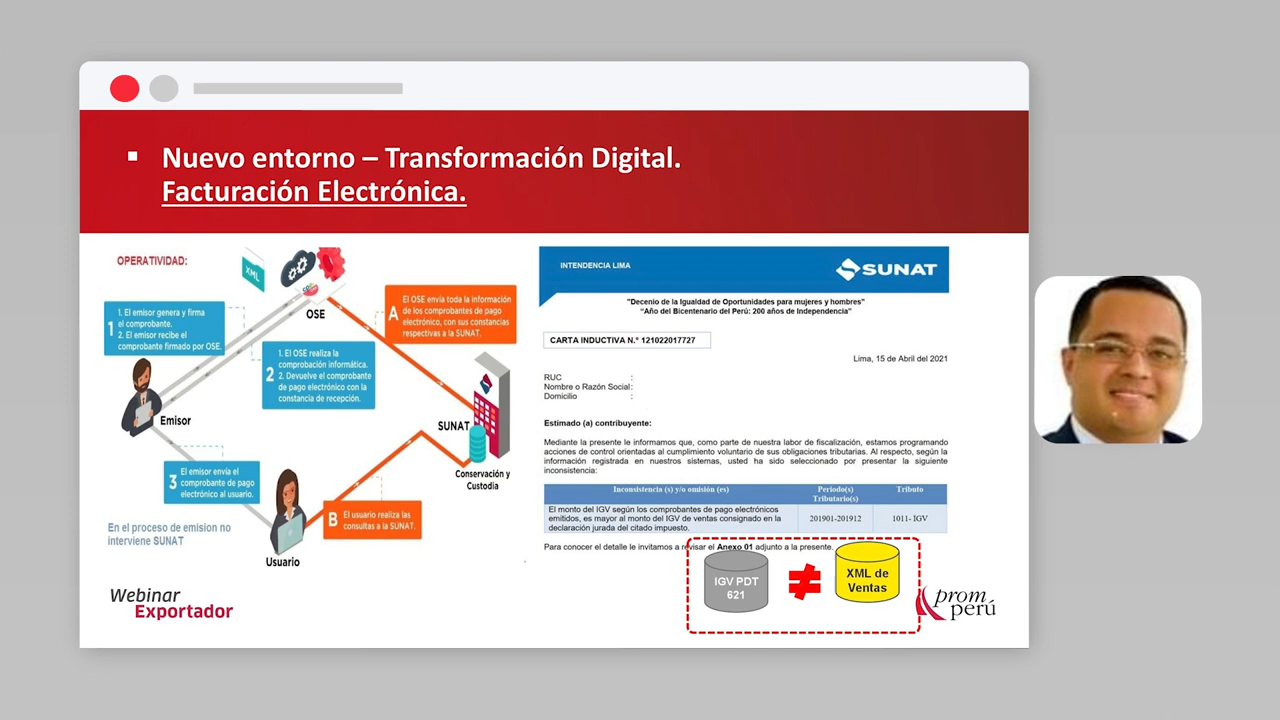 ▪ Nuevo entorno – Transformación Digital.
Facturación Electrónica.
OPERATIVIDAD:
XML
OSE
1
1. El emisor genera y firma
el comprobante.
2. El emisor recibe el
comprobante firmado por OSE.
2
1. El OSE realiza la
comprobación informática.
2. Devuelve el comprobante
de pago electrónico con la
constancia de recepción.
A
El OSE envía toda la información
de los comprobantes de pago
electrónico, con sus constancias
respectivas a la SUNAT.
Emisor
SUNAT
Conservación y
Custodia
3
El emisor envía el
comprobante de pago
electrónico al usuario.
B
El usuario realiza las
consultas a la SUNAT.
En el proceso de emision no
interviene SUNAT
Usuario
INTENDENCIA LIMA
SUNAT
"Decenio de la Igualdad de Oportunidades para mujeres y hombres"
"Año del Bicentenario del Perú: 200 años de Independencia"
CARTA INDUCTIVA N.° 121022017727
Lima, 15 de Abril del 2021
RUC :
Nombre o Razón Social :
Domicilio :
Estimado (a) contribuyente:
Mediante la presente le informamos que, como parte de nuestra labor de fiscalización, estamos programando
acciones de control orientadas al cumplimiento voluntario de sus obligaciones tributarias. Al respecto, según la
información registrada en nuestros sistemas, usted ha sido seleccionado por presentar la siguiente
inconsistencia:
Inconsistencia (s) y/o omisión (es)
Periodo(s)
Tributario(s)
Tributo
El monto del IGV según los comprobantes de pago electrónicos
emitidos, es mayor al monto del IGV de ventas consignado en la
declaración jurada del citado impuesto.
201901-201912
1011- IGV
Para conocer el detalle le invitamos a revisar el Anexo 01 adjunto a la presente.
IGV PDT
621
≠
XML de
Ventas
Webinar
Exportador
prom
perú